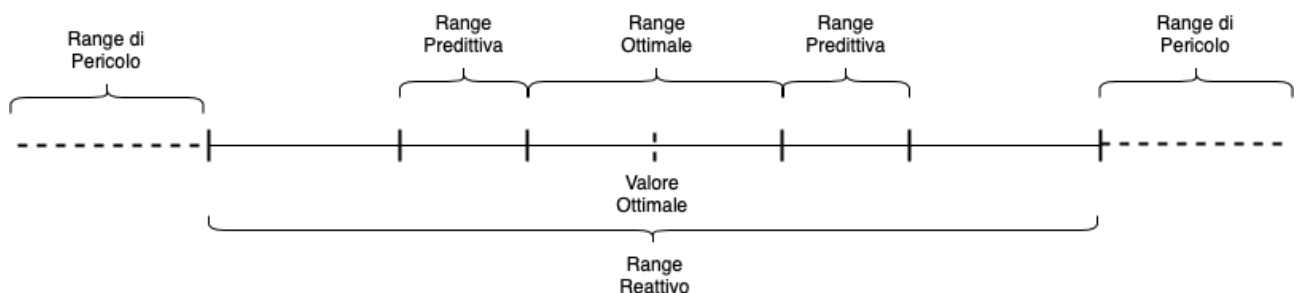 Range di
Pericolo
Range
Predittiva
Range
Ottimale
Range
Predittiva
Range di
Pericolo
Valore
Ottimale
Range
Reattivo